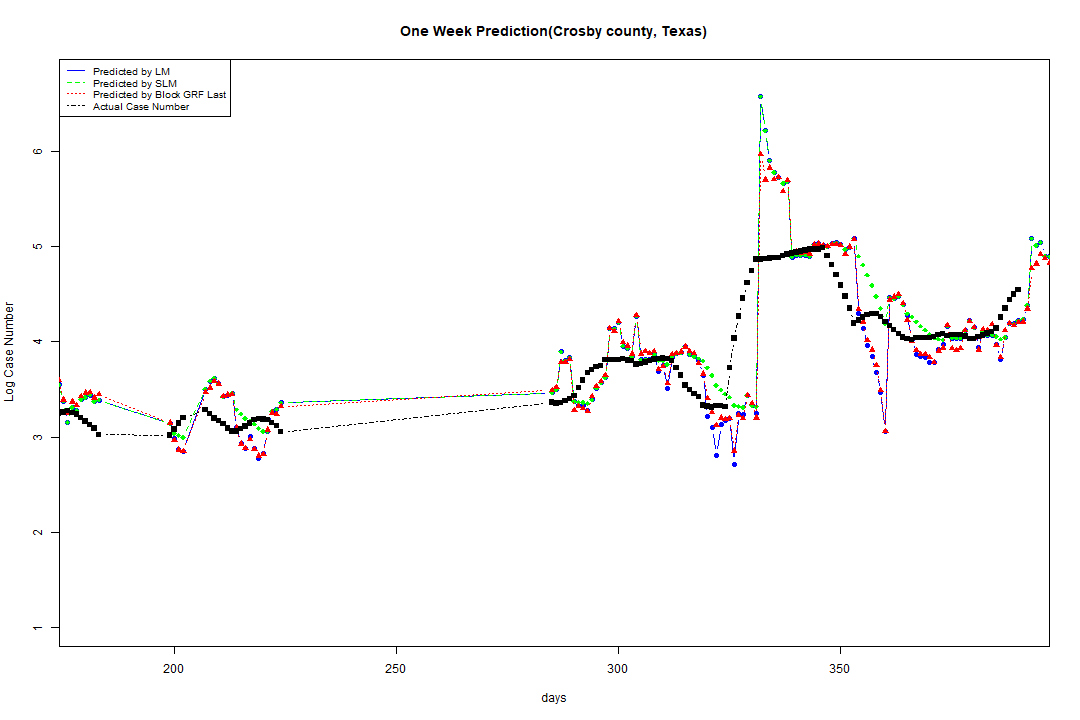 One Week Prediction(Crosby county, Texas)
Predicted by LM
Predicted by SLM
Predicted by Block GRF Last
Actual Case Number
Log Case Number
6
5
4
3
2
1
200
250
300
350
days